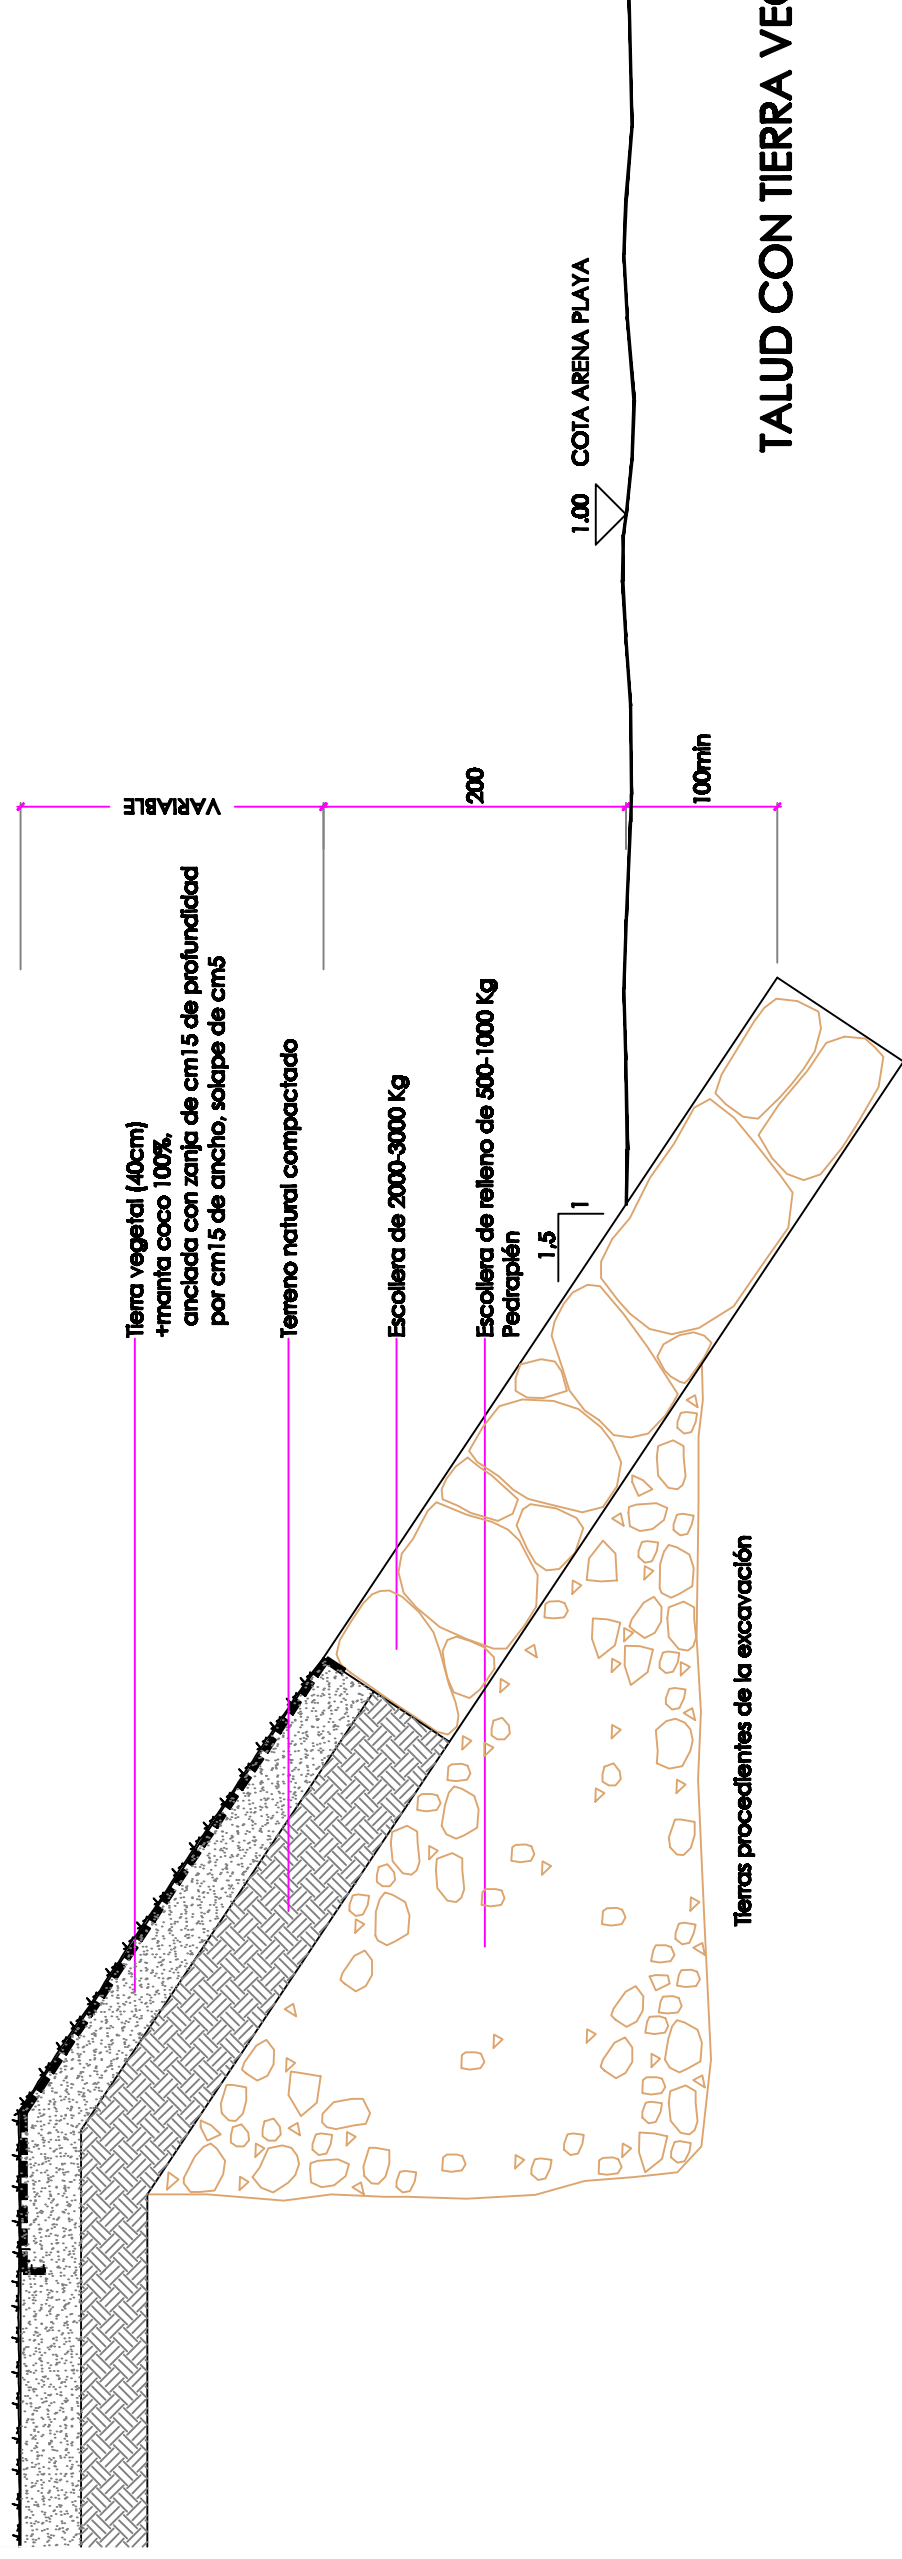 VARIABLE
Tierra vegetal (40cm)
+manta coco 100%,
anclada con zanja de cm15 de profundidad
por cm15 de ancho, solape de cm5
Terreno natural compactado
Escollera de 2000-3000 Kg
200
Escollera de relleno de 500-1000 Kg
Pedraplén
1,5
1
1.00 COTA ARENA PLAYA
100min
Tierras procedientes de la excavación
TALUD CON TIERRA